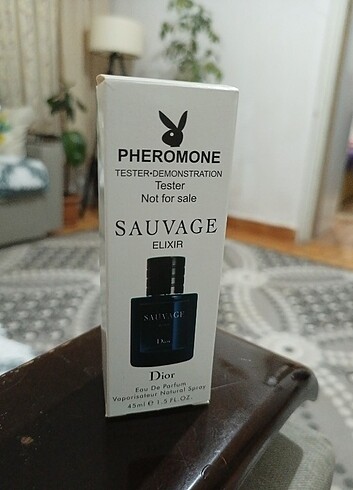 PHEROMONE
TESTER•DEMONSTRATION
Tester
Not for sale
SAUVAGE
ELIXIR
SAUVAGE
Dior
Dior
Eau De Parfum
Vaporisateur Natural Spray
45ml ℮ 1.5 FL.OZ.